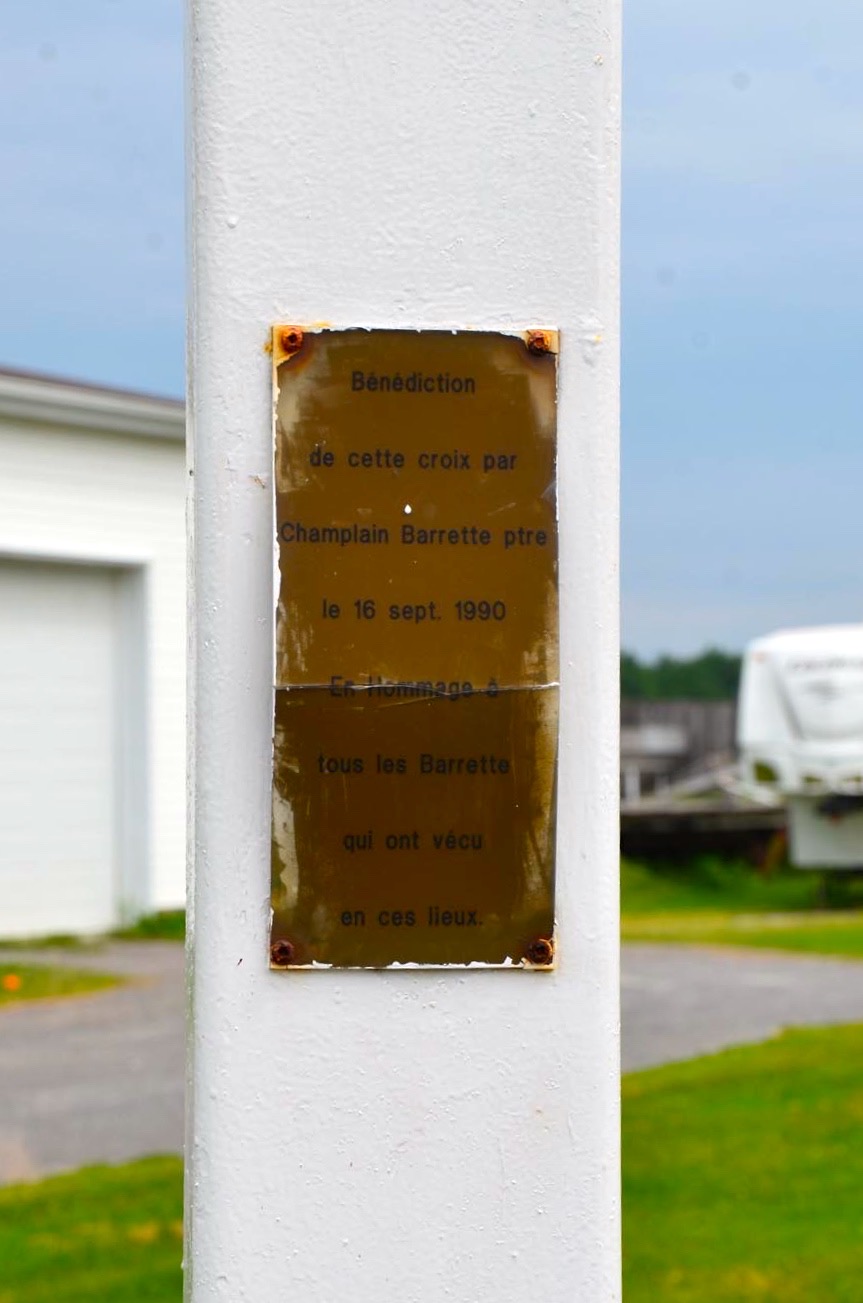 Bénédiction
de cette croix par
Champlain Barrette ptre
le 16 sept. 1990
En Hommage à
tous les Barrette
qui ont vécu
en ces lieux.